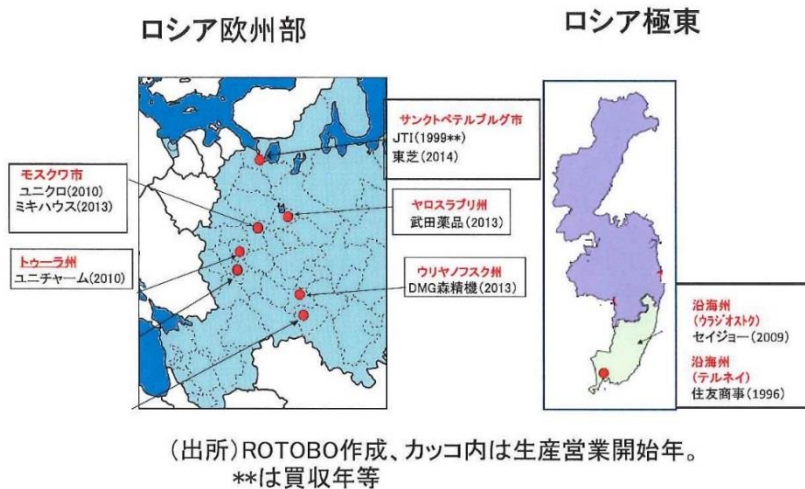 ロシア欧州部
ロシア極東
サンクトペテルブルグ市
JTI(1999**)
東芝(2014)
モスクワ市
ユニクロ(2010)
ミキハウス(2013)
ヤロスラブリ州
武田薬品(2013)
トゥーラ州
ユニチャーム(2010)
ウリヤノフスク州
DMG森精機(2013)
沿海州
(ウラジオストク)
セイジョー(2009)
沿海州
(テルネイ)
住友商事(1996)
(出所)ROTOBO作成、カッコ内は生産営業開始年。
**は買収年等